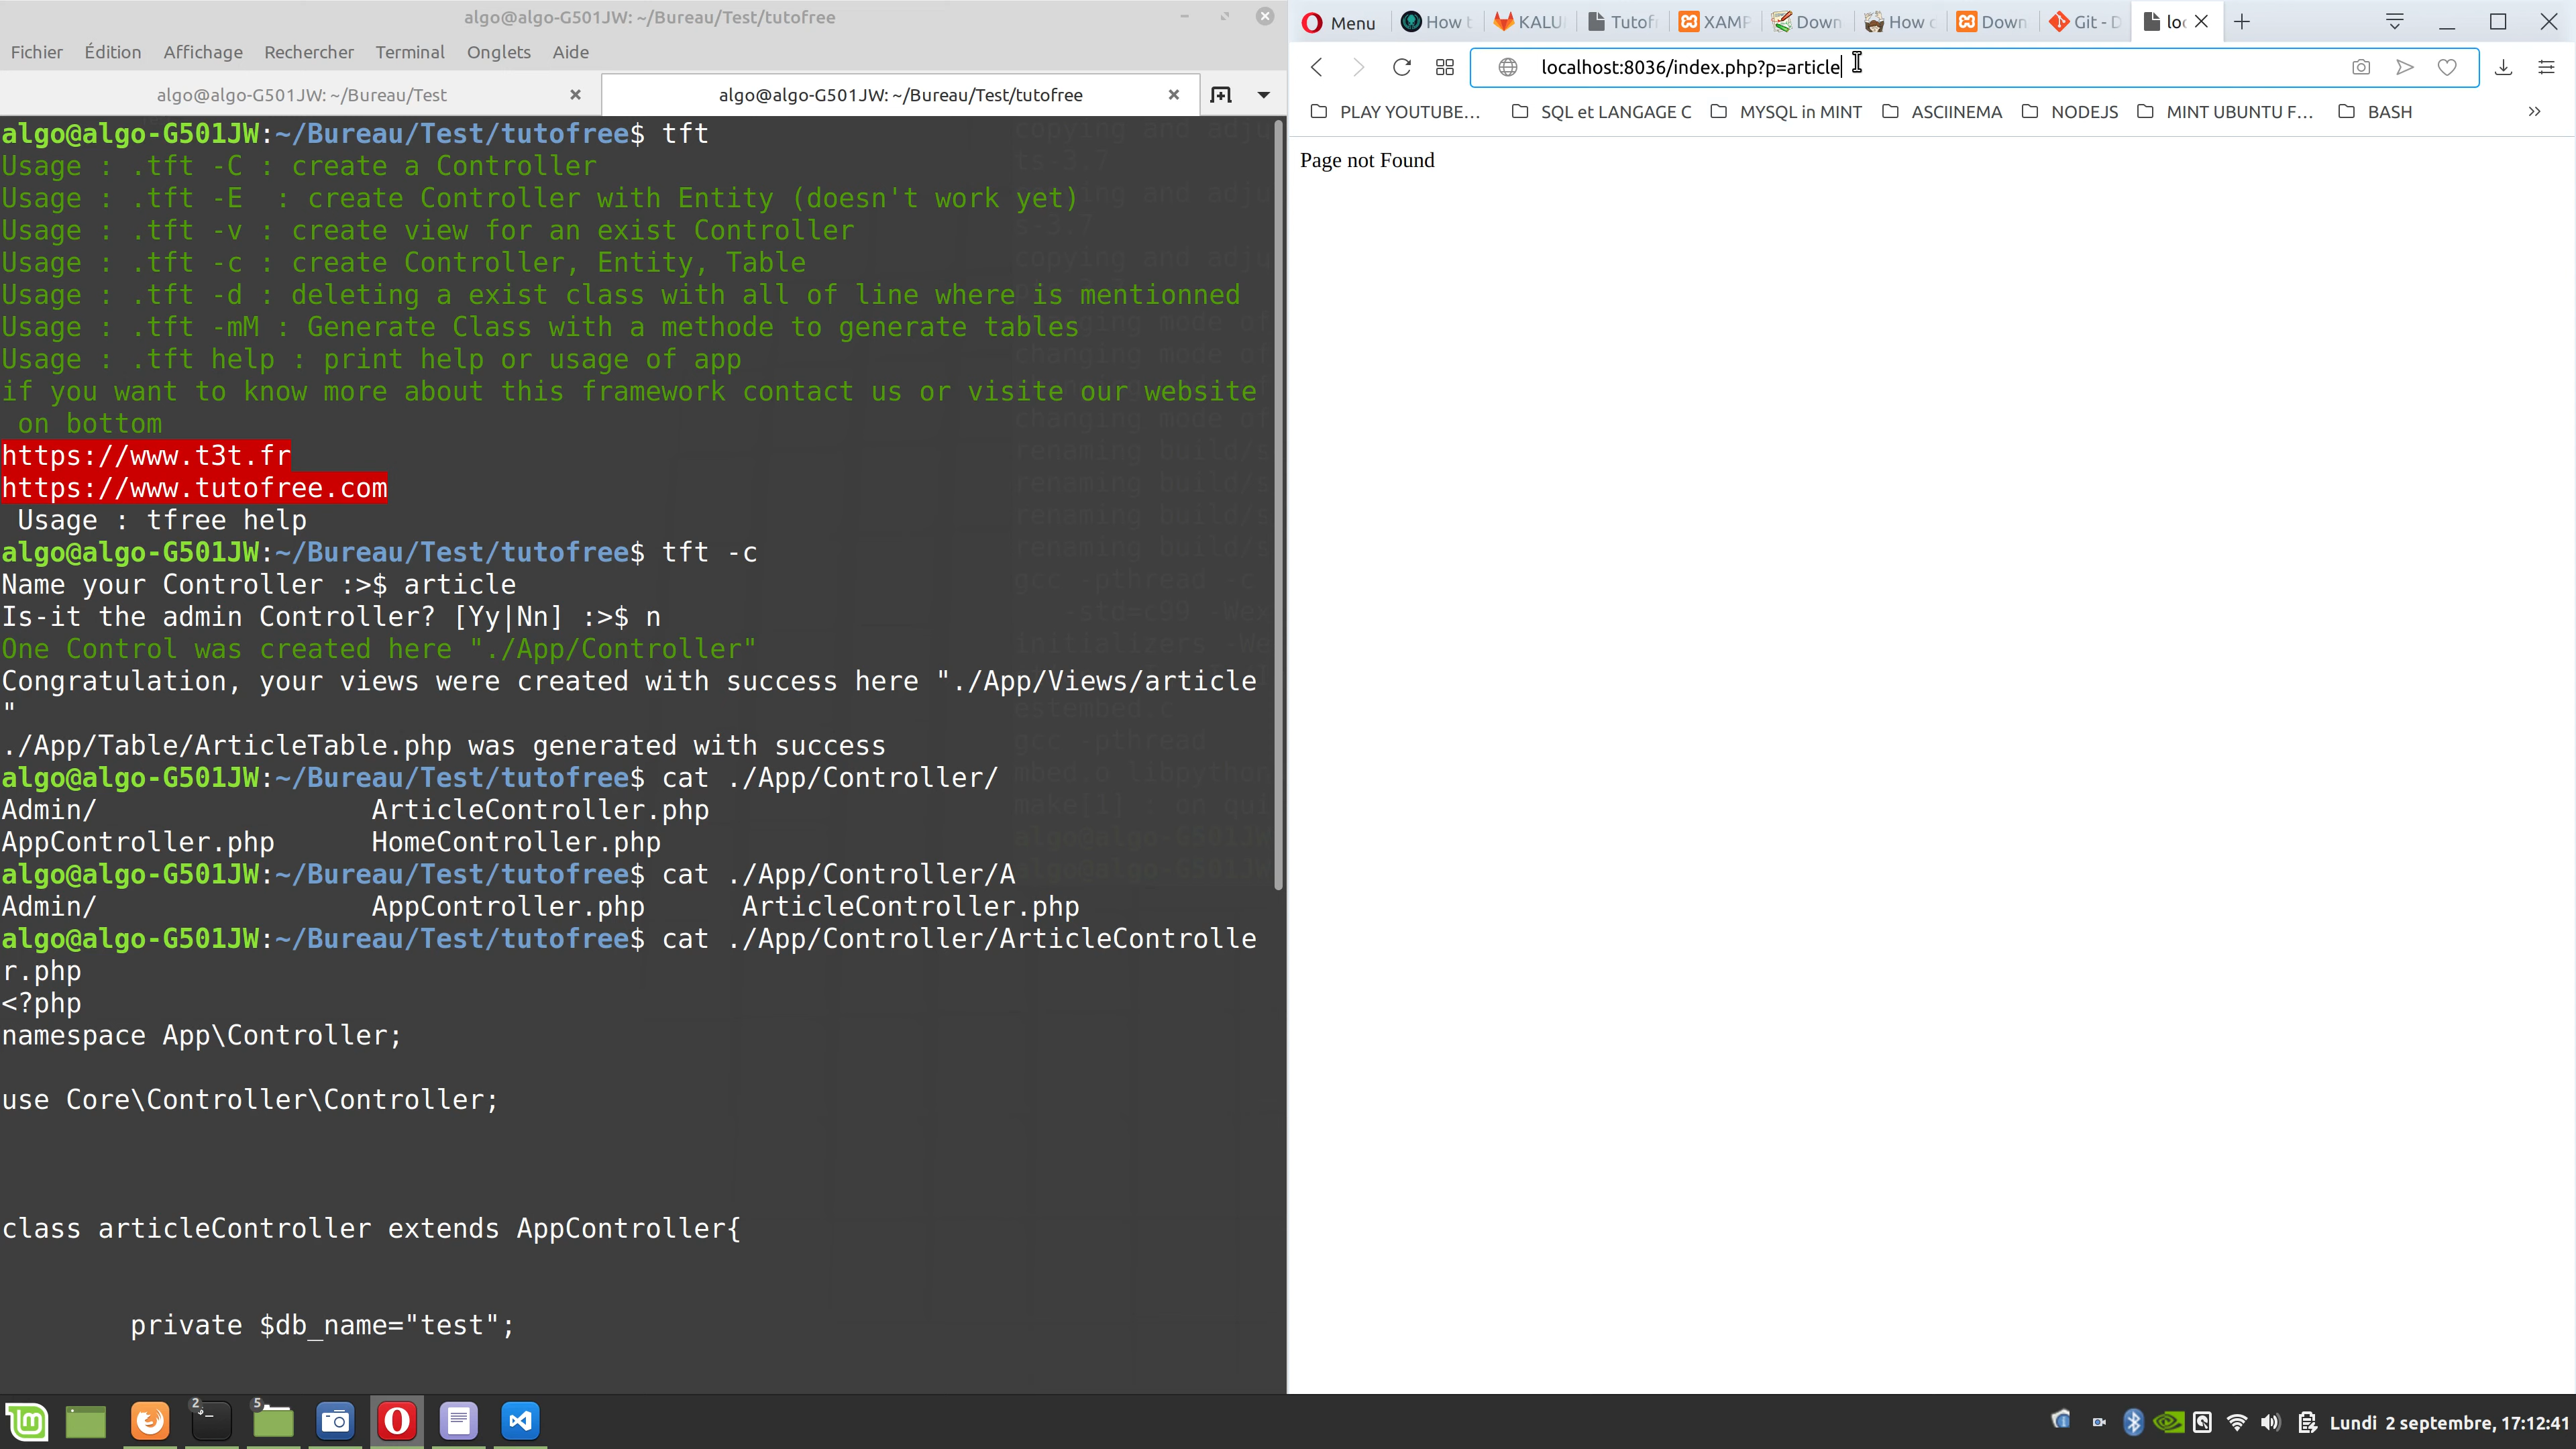 algo@algo-G501JW: ~/Bureau/Test/tutofree
Fichier Édition Affichage Rechercher Terminal Onglets Aide
algo@algo-G501JW: ~/Bureau/Test
algo@algo-G501JW: ~/Bureau/Test/tutofree
algo@algo-G501JW:~/Bureau/Test/tutofree$ tft
Usage : .tft -C : create a Controller
Usage : .tft -E  : create Controller with Entity (doesn't work yet)
Usage : .tft -v : create view for an exist Controller
Usage : .tft -c : create Controller, Entity, Table
Usage : .tft -d : deleting a exist class with all of line where is mentionned
Usage : .tft -mM : Generate Class with a methode to generate tables
Usage : .tft help : print help or usage of app
if you want to know more about this framework contact us or visite our website
on bottom
https://www.t3t.fr
https://www.tutofree.com
Usage : tfree help
algo@algo-G501JW:~/Bureau/Test/tutofree$ tft -c
Name your Controller :>$ article
Is-it the admin Controller? [Yy|Nn] :>$ n
One Control was created here "./App/Controller"
Congratulation, your views were created with success here "./App/Views/article
"
./App/Table/ArticleTable.php was generated with success
algo@algo-G501JW:~/Bureau/Test/tutofree$ cat ./App/Controller/
Admin/ ArticleController.php
AppController.php HomeController.php
algo@algo-G501JW:~/Bureau/Test/tutofree$ cat ./App/Controller/A
Admin/ AppController.php ArticleController.php
algo@algo-G501JW:~/Bureau/Test/tutofree$ cat ./App/Controller/ArticleControlle
r.php
<?php
namespace App\Controller;
use Core\Controller\Controller;
class articleController extends AppController{
private $db_name="test";
Menu How t KALU Tutof XAMP Down How Down Git - D loc
localhost:8036/index.php?p=article
PLAY YOUTUBE... SQL et LANGAGE C MYSQL in MINT ASCIINEMA NODEJS MINT UBUNTU F... BASH
Page not Found
2 5
Lundi 2 septembre, 17:12:41